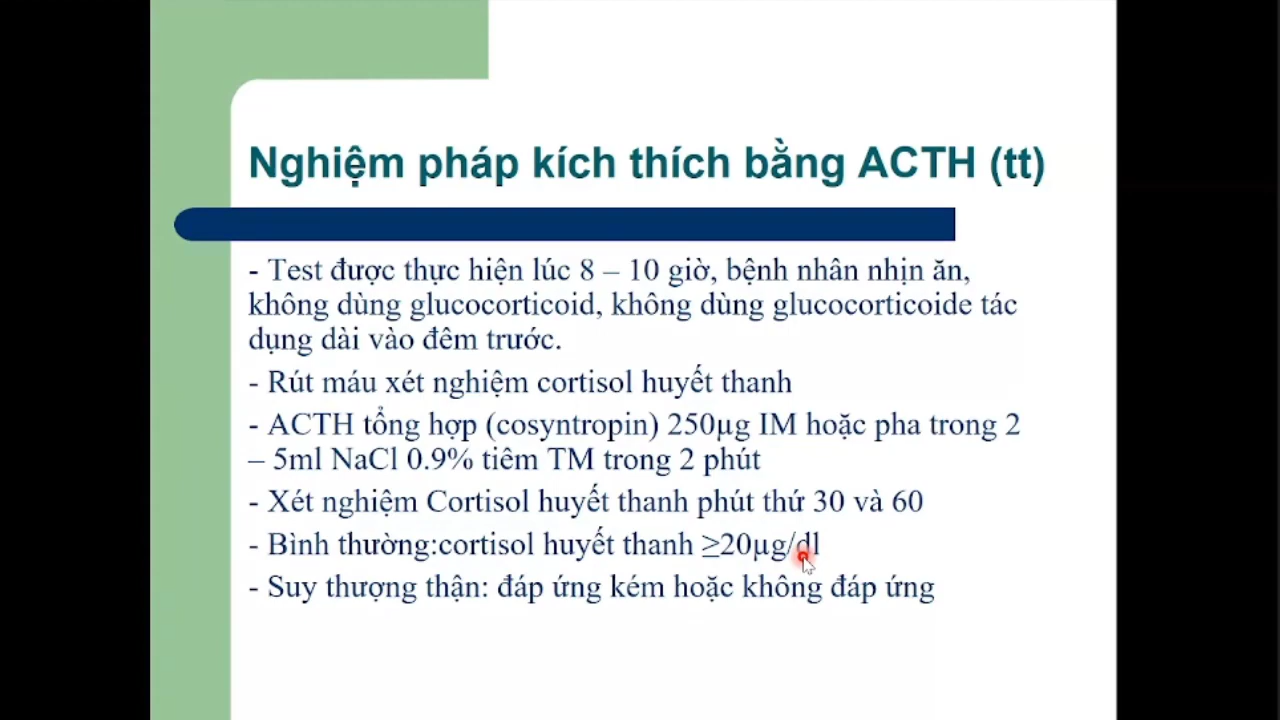 Nghiệm pháp kích thích bằng ACTH (tt)
- Test được thực hiện lúc 8 – 10 giờ, bệnh nhân nhịn ăn,
không dùng glucocorticoid, không dùng glucocorticoide tác
dụng dài vào đêm trước.
- Rút máu xét nghiệm cortisol huyết thanh
- ACTH tổng hợp (cosyntropin) 250µg IM hoặc pha trong 2
– 5ml NaCl 0.9% tiêm TM trong 2 phút
- Xét nghiệm Cortisol huyết thanh phút thứ 30 và 60
- Bình thường:cortisol huyết thanh ≥20µg/dl
- Suy thượng thận: đáp ứng kém hoặc không đáp ứng